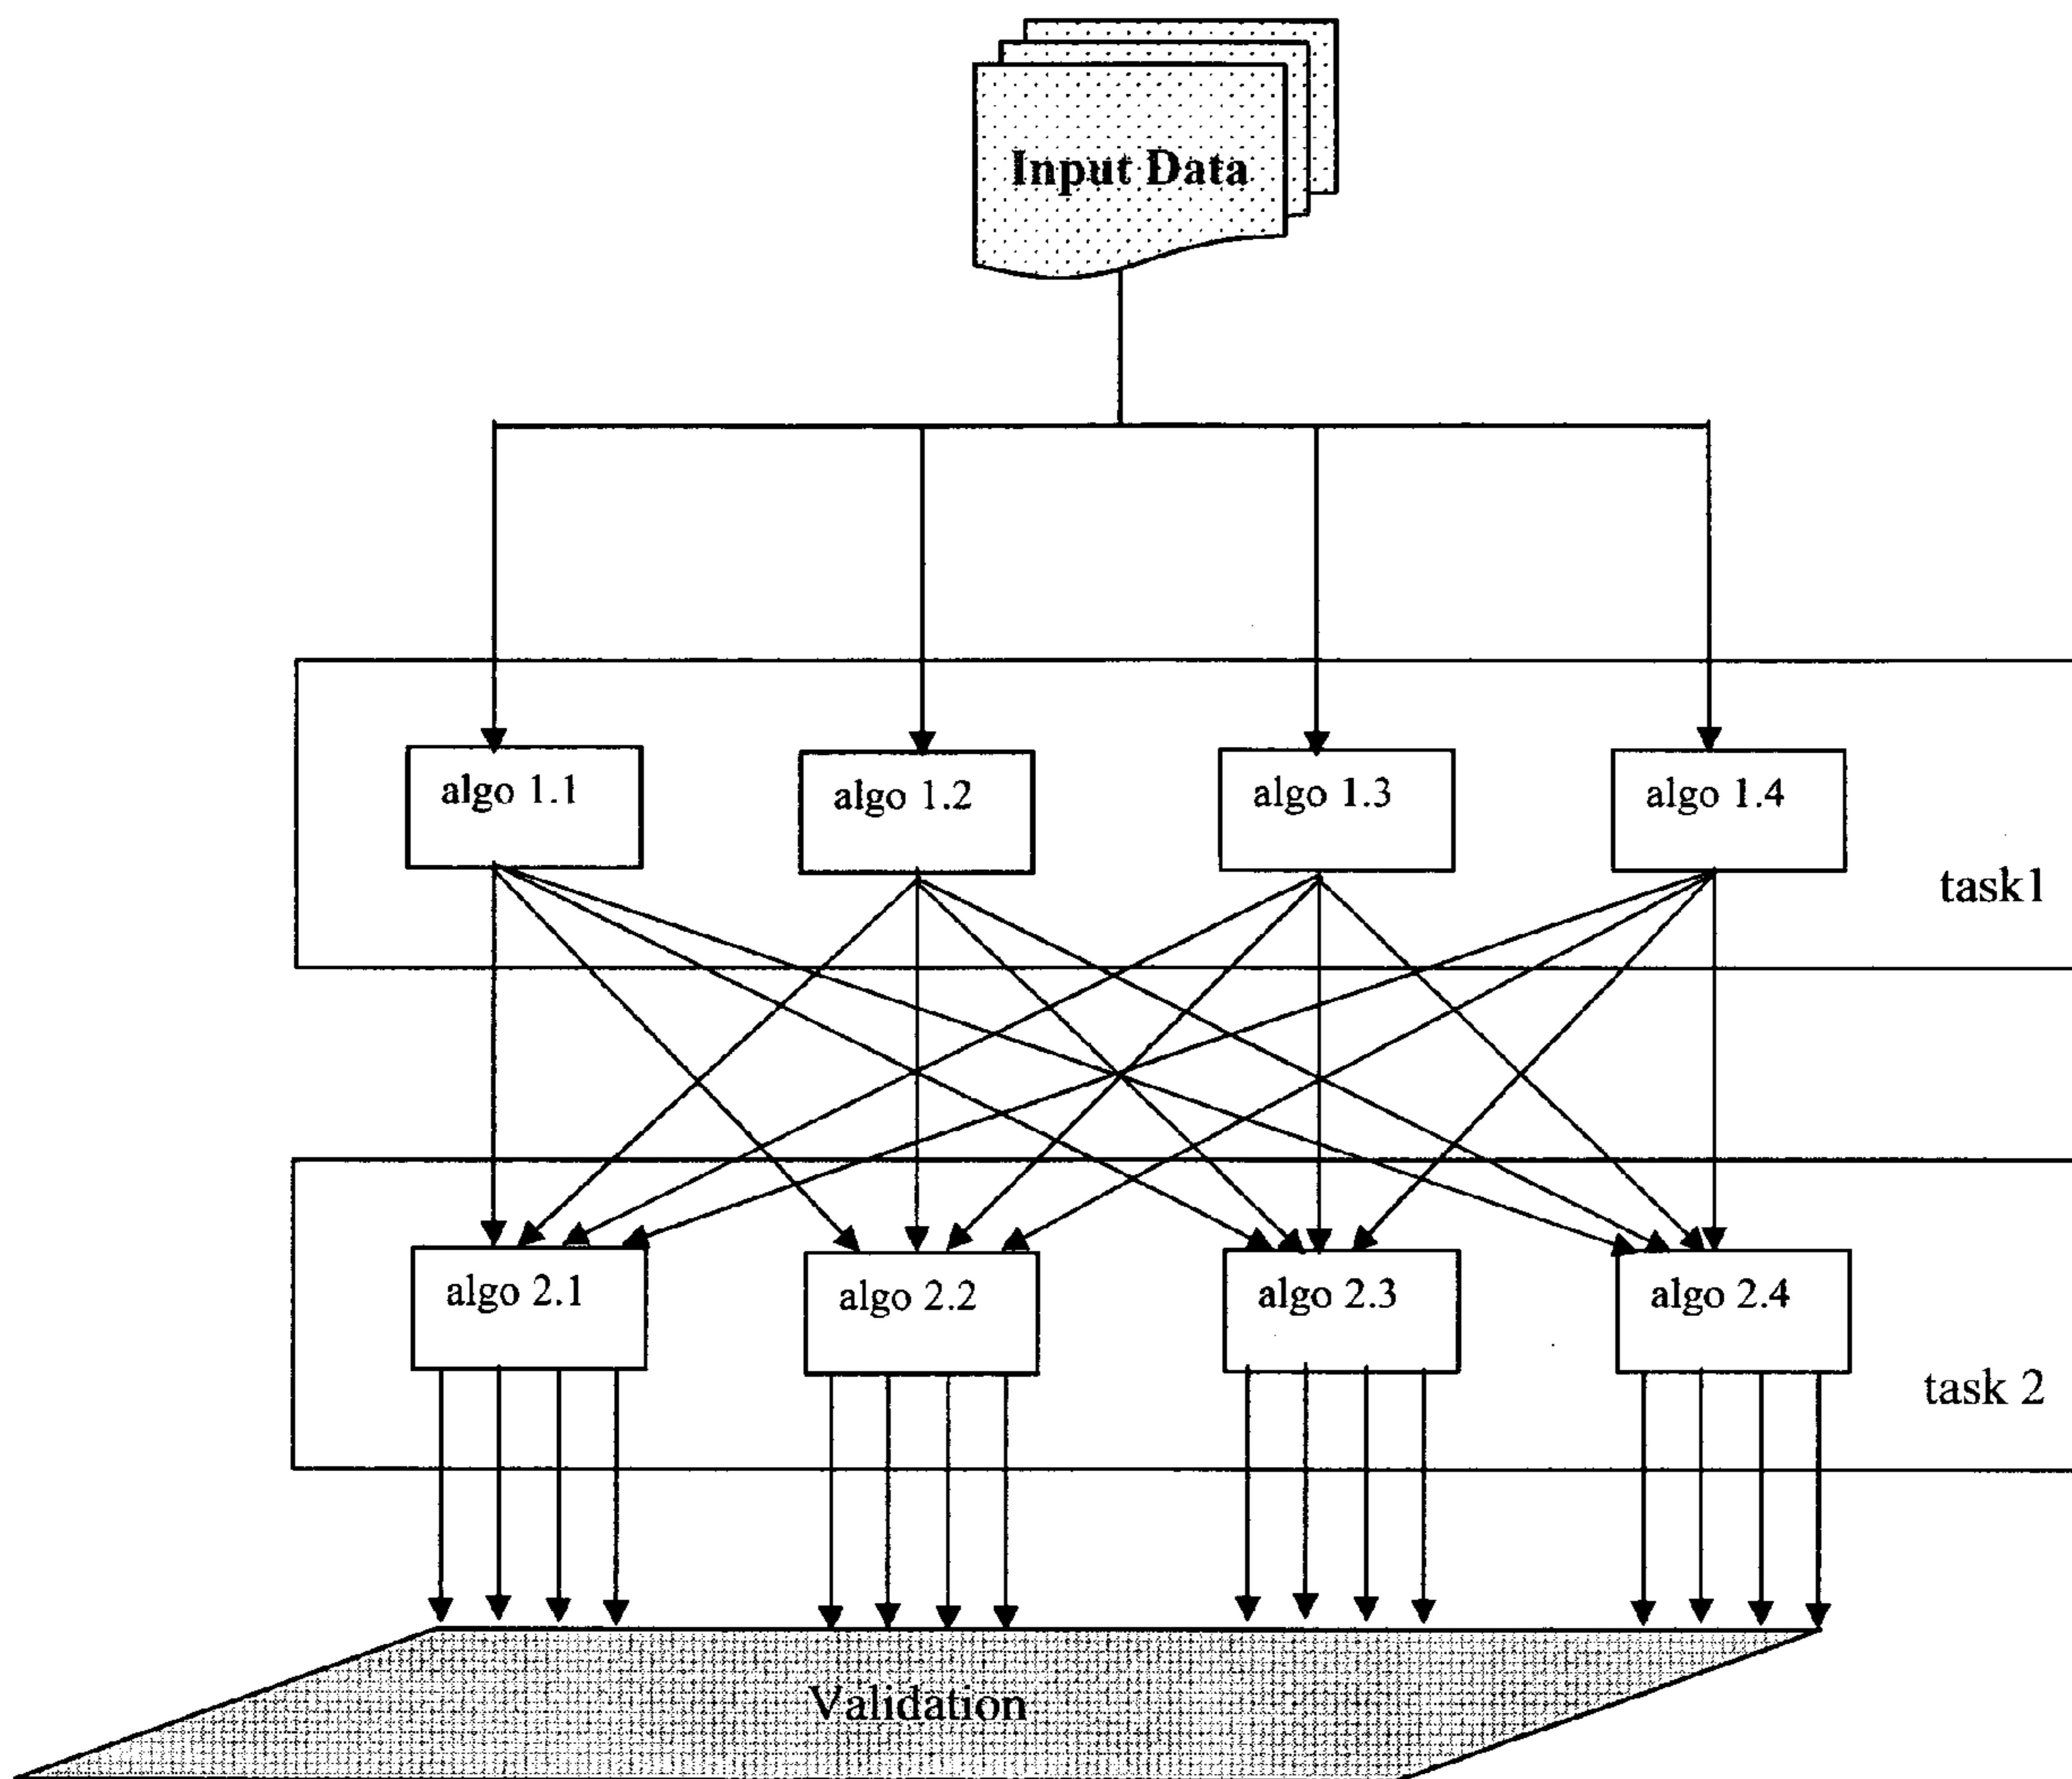 Input Data
algo 1.1
algo 1.2
algo 1.3
algo 1.4
task1
algo 2.1
algo 2.2
algo 2.3
algo 2.4
task 2
Validation